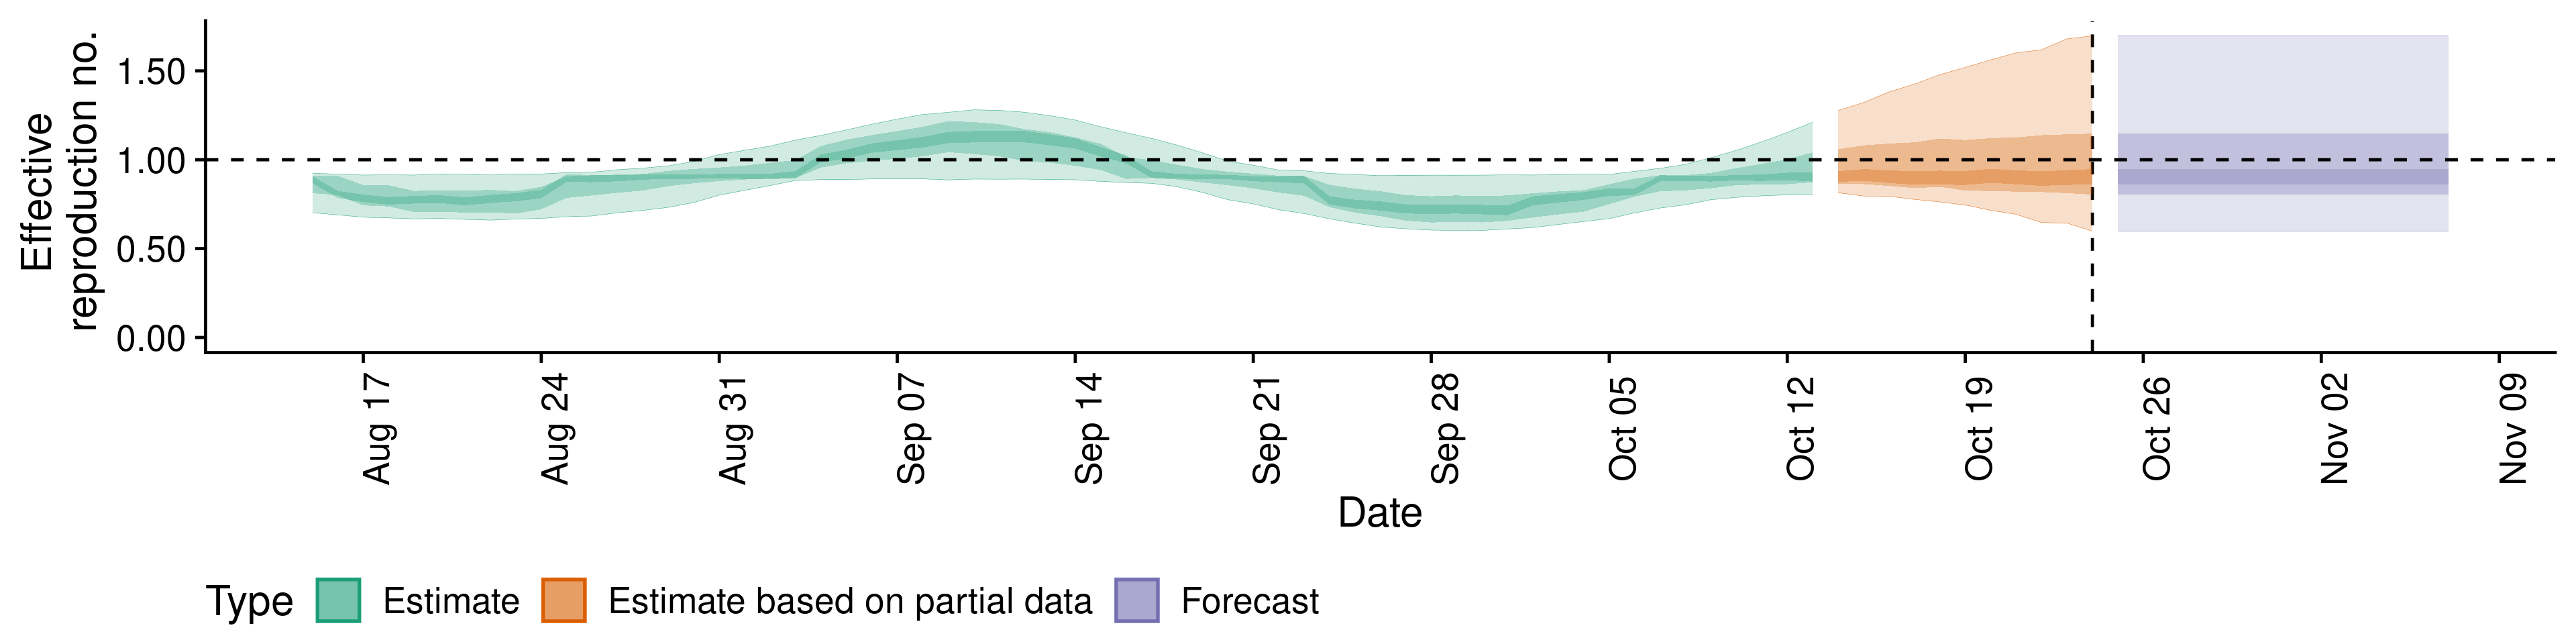 Effective
reproduction no.
1.50
1.00
0.50
0.00
Aug 17
Aug 24
Aug 31
Sep 07
Sep 14
Sep 21
Sep 28
Oct 05
Oct 12
Oct 19
Oct 26
Nov 02
Nov 09
Date
Type Estimate Estimate based on partial data Forecast